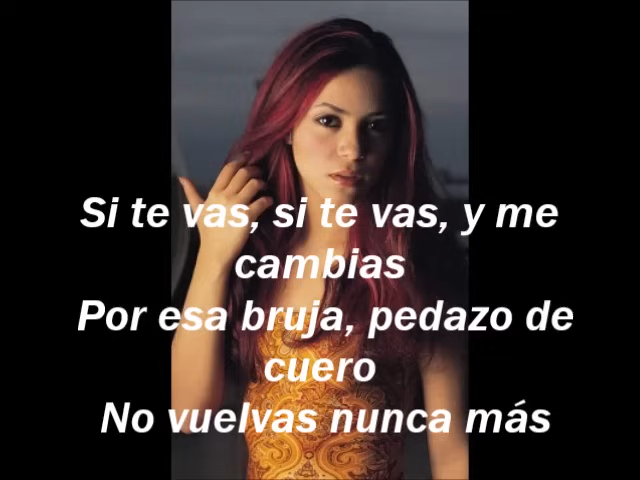 Si te vas, si te vas, y me
cambias
Por esa bruja, pedazo de
cuero
No vuelvas nunca más